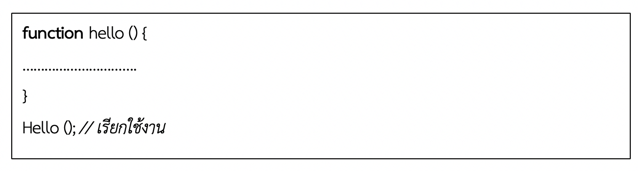 function hello () {
...............................
}
Hello (); // เรียกใช้งาน